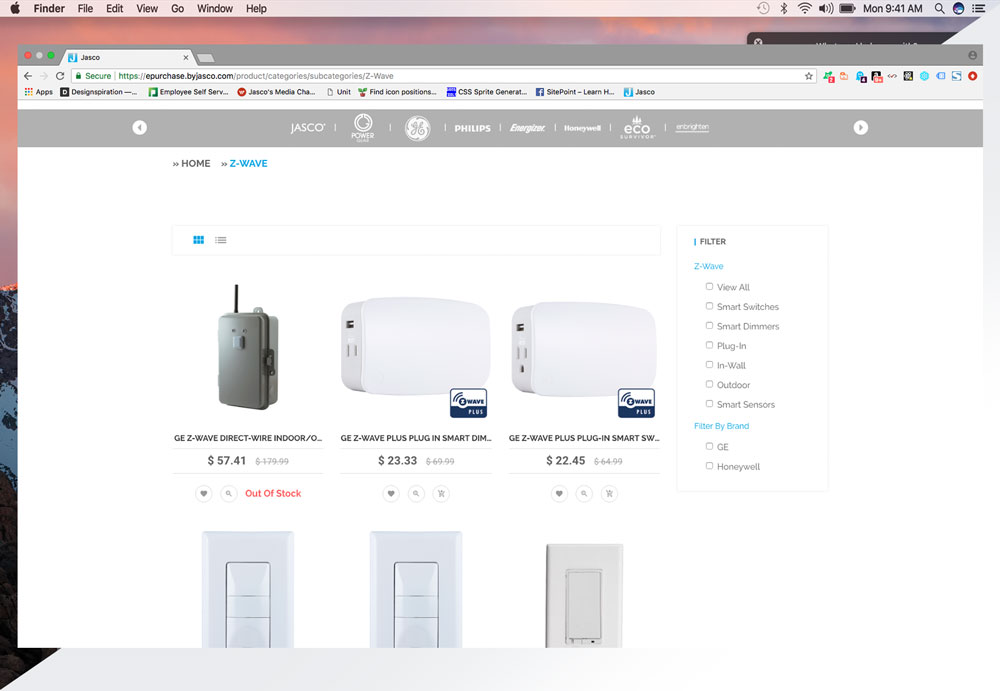 Finder File Edit View Go Window Help Mon 9:41 AM
Jasco
Secure https://epurchase.byjasco.com/product/categories/subcategories/Z-Wave
Apps Designspiration —... Employee Self Serv... Jasco's Media Cha... Unit Find icon positions... CSS Sprite Generat... SitePoint – Learn H... Jasco
JASCO POWER GEAR GE PHILIPS Energizer Honeywell eco SURVIVOR enbrighten
» HOME » Z-WAVE
FILTER
Z-Wave
View All
Smart Switches
Smart Dimmers
Plug-In
In-Wall
Outdoor
Smart Sensors
Filter By Brand
GE
Honeywell
Z WAVE PLUS
Z WAVE PLUS
GE Z-WAVE DIRECT-WIRE INDOOR/O... GE Z-WAVE PLUS PLUG IN SMART DIM... GE Z-WAVE PLUS PLUG-IN SMART SW...
$ 57.41 $ 179.99 $ 23.33 $ 69.99 $ 22.45 $ 64.99
Out Of Stock